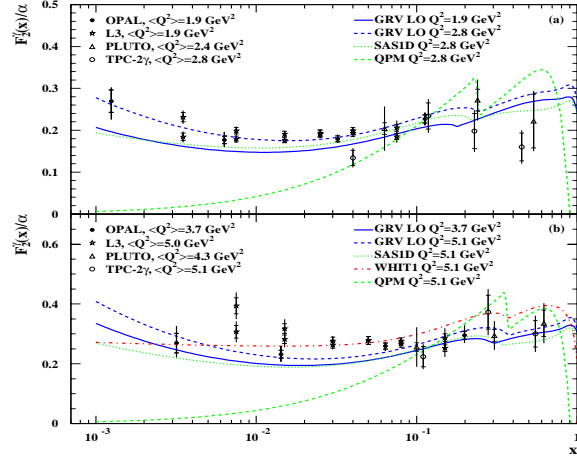 F₂^γ(x)/α
OPAL, <Q²>=1.9 GeV²
L3, <Q²>=1.9 GeV²
PLUTO, <Q²>=2.4 GeV²
TPC-2γ, <Q²>=2.8 GeV²
GRV LO Q²=1.9 GeV²
GRV LO Q²=2.8 GeV²
SAS1D Q²=2.8 GeV²
QPM Q²=2.8 GeV²
(a)
0.4
0.3
0.2
0.1
0
F₂^γ(x)/α
OPAL, <Q²>=3.7 GeV²
L3, <Q²>=5.0 GeV²
PLUTO, <Q²>=4.3 GeV²
TPC-2γ, <Q²>=5.1 GeV²
GRV LO Q²=3.7 GeV²
GRV LO Q²=5.1 GeV²
SAS1D Q²=5.1 GeV²
WHIT1 Q²=5.1 GeV²
QPM Q²=5.1 GeV²
(b)
0.6
0.4
0.2
0
10⁻³ 10⁻² 10⁻¹ 1
x